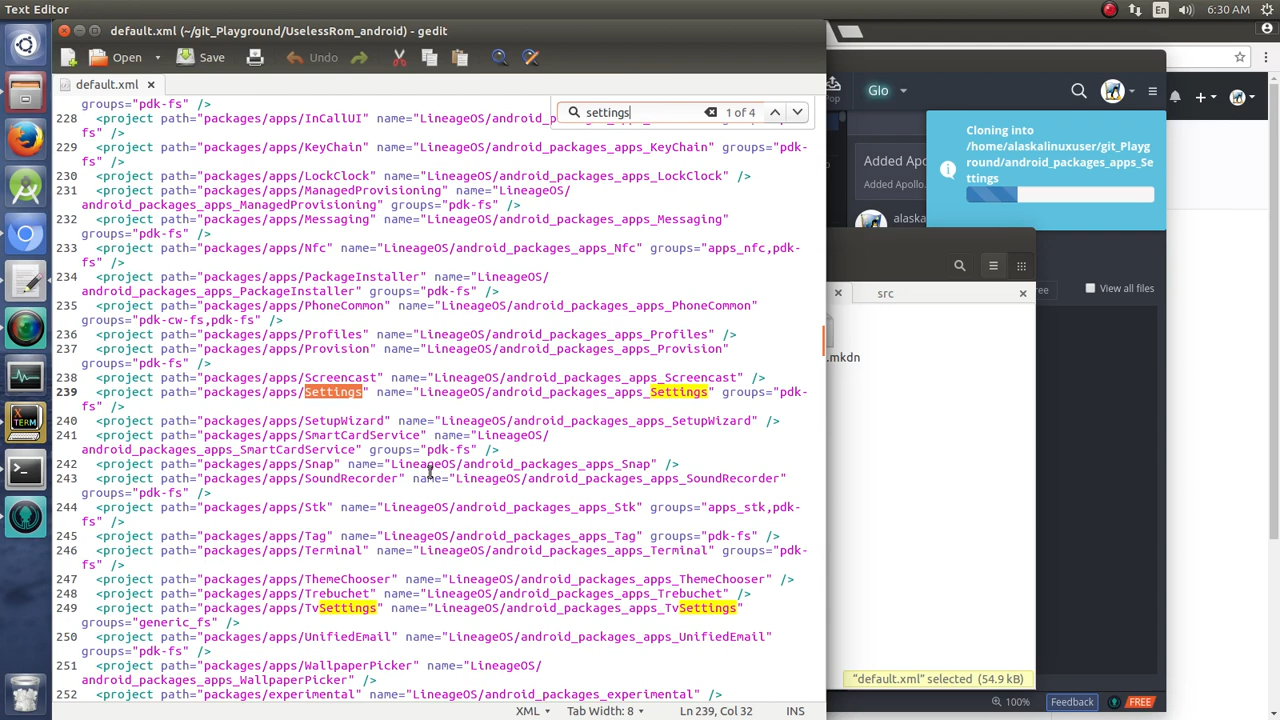 Text Editor
En
6:30 AM
default.xml (~/git_Playground/UselessRom_android) - gedit
Open
Save
Undo
default.xml
settings
1 of 4
groups="pdk-fs" />
228 <project path="packages/apps/InCallUI" name="LineageOS/android_packages_apps_InCallUI" groups="pdk-
fs" />
229 <project path="packages/apps/KeyChain" name="LineageOS/android_packages_apps_KeyChain" groups="pdk-
fs" />
230 <project path="packages/apps/LockClock" name="LineageOS/android_packages_apps_LockClock" />
231 <project path="packages/apps/ManagedProvisioning" name="LineageOS/
android_packages_apps_ManagedProvisioning" groups="pdk-fs" />
232 <project path="packages/apps/Messaging" name="LineageOS/android_packages_apps_Messaging"
groups="pdk-fs" />
233 <project path="packages/apps/Nfc" name="LineageOS/android_packages_apps_Nfc" groups="apps_nfc,pdk-
fs" />
234 <project path="packages/apps/PackageInstaller" name="LineageOS/
android_packages_apps_PackageInstaller" groups="pdk-fs" />
235 <project path="packages/apps/PhoneCommon" name="LineageOS/android_packages_apps_PhoneCommon"
groups="pdk-cw-fs,pdk-fs" />
236 <project path="packages/apps/Profiles" name="LineageOS/android_packages_apps_Profiles" />
237 <project path="packages/apps/Provision" name="LineageOS/android_packages_apps_Provision"
groups="pdk-fs" />
238 <project path="packages/apps/Screencast" name="LineageOS/android_packages_apps_Screencast" />
239 <project path="packages/apps/Settings" name="LineageOS/android_packages_apps_Settings" groups="pdk-
fs" />
240 <project path="packages/apps/SetupWizard" name="LineageOS/android_packages_apps_SetupWizard" />
241 <project path="packages/apps/SmartCardService" name="LineageOS/
android_packages_apps_SmartCardService" groups="pdk-fs" />
242 <project path="packages/apps/Snap" name="LineageOS/android_packages_apps_Snap" />
243 <project path="packages/apps/SoundRecorder" name="LineageOS/android_packages_apps_SoundRecorder"
groups="pdk-fs" />
244 <project path="packages/apps/Stk" name="LineageOS/android_packages_apps_Stk" groups="apps_stk,pdk-
fs" />
245 <project path="packages/apps/Tag" name="LineageOS/android_packages_apps_Tag" groups="pdk-fs" />
246 <project path="packages/apps/Terminal" name="LineageOS/android_packages_apps_Terminal" groups="pdk-
fs" />
247 <project path="packages/apps/ThemeChooser" name="LineageOS/android_packages_apps_ThemeChooser" />
248 <project path="packages/apps/Trebuchet" name="LineageOS/android_packages_apps_Trebuchet" />
249 <project path="packages/apps/TvSettings" name="LineageOS/android_packages_apps_TvSettings"
groups="generic_fs" />
250 <project path="packages/apps/UnifiedEmail" name="LineageOS/android_packages_apps_UnifiedEmail"
groups="pdk-fs" />
251 <project path="packages/apps/WallpaperPicker" name="LineageOS/
android_packages_apps_WallpaperPicker" />
252 <project path="packages/experimental" name="LineageOS/android_packages_experimental" />
XML
Tab Width: 8
Ln 239, Col 32
INS
Pop
Glo
Cloning into
/home/alaskalinuxuser/git_Playg
round/android_packages_apps_Se
ttings
Added Apo
Added Apollo.
alaska
ree
View all files
src
.mkdn
"default.xml" selected (54.9 kB)
100%
Feedback
FREE
XTERM